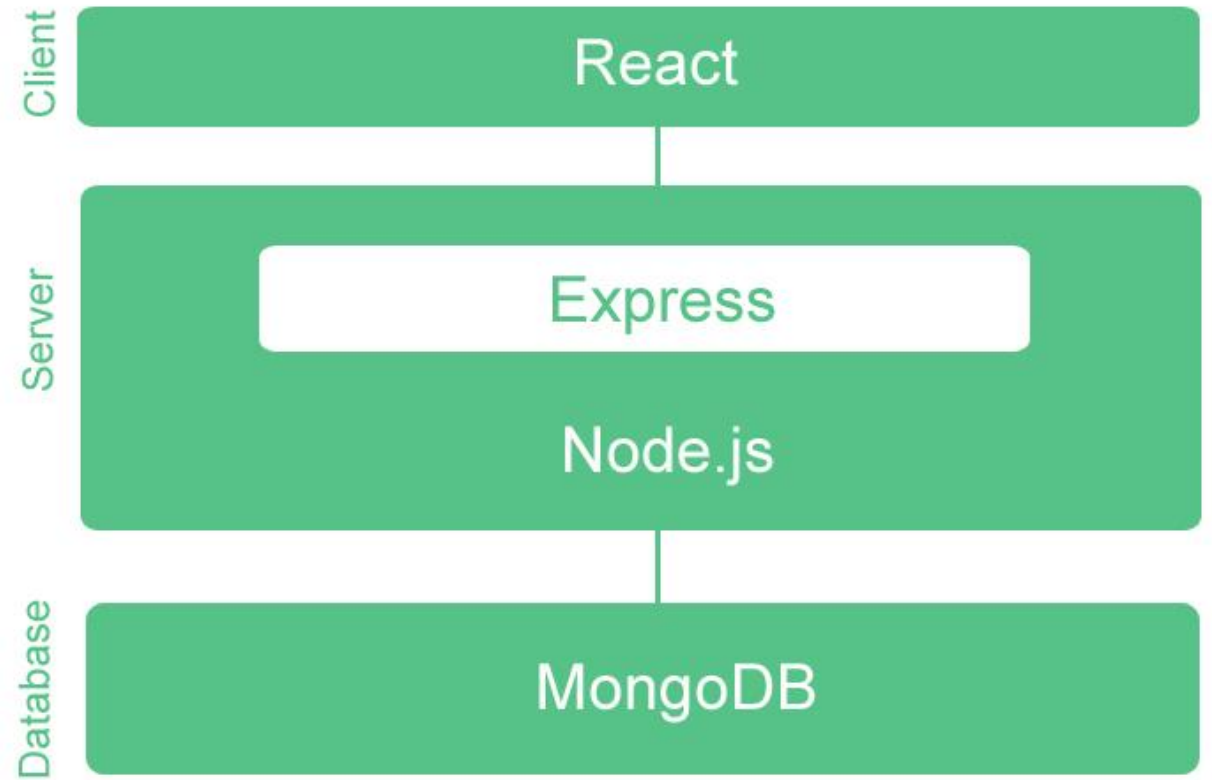 Client
React
Server
Express
Node.js
Database
MongoDB